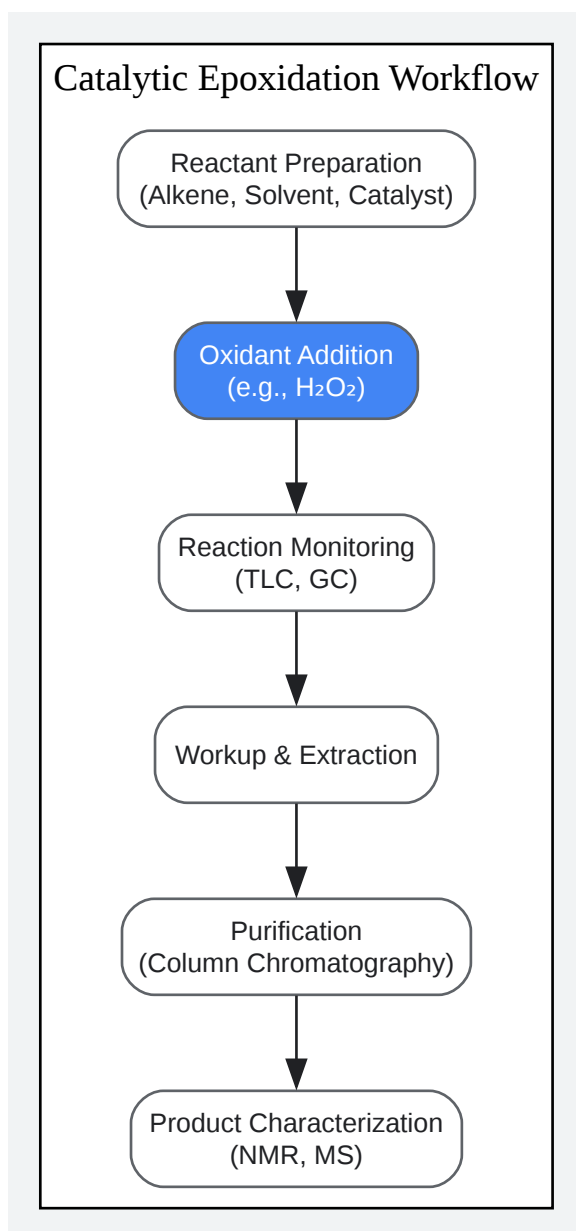 Catalytic Epoxidation Workflow
Reactant Preparation
(Alkene, Solvent, Catalyst)
Oxidant Addition
(e.g., H₂O₂)
Reaction Monitoring
(TLC, GC)
Workup & Extraction
Purification
(Column Chromatography)
Product Characterization
(NMR, MS)